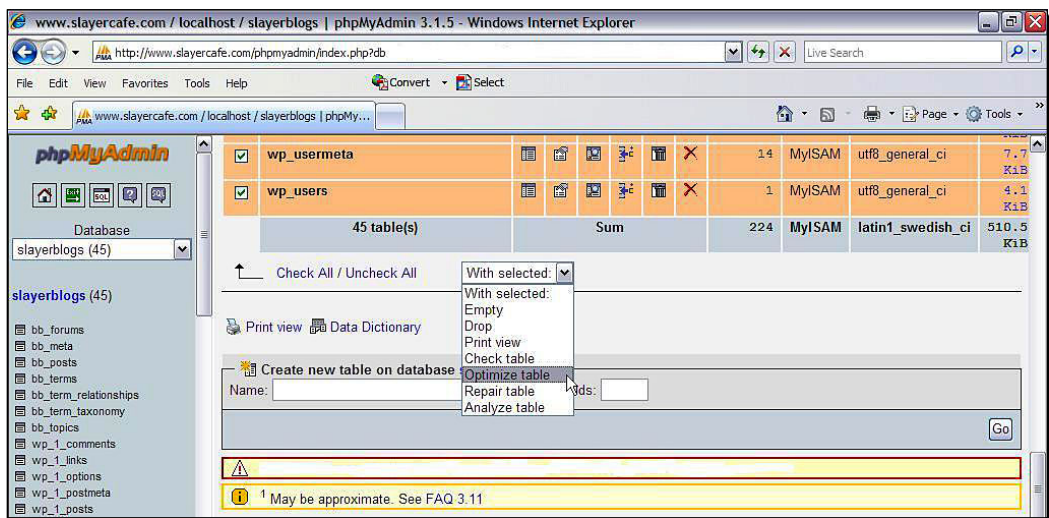 www.slayercafe.com / localhost / slayerblogs | phpMyAdmin 3.1.5 - Windows Internet Explorer
http://www.slayercafe.com/phpmyadmin/index.php?db
Live Search
File Edit View Favorites Tools Help
Convert Select
www.slayercafe.com / localhost / slayerblogs | phpMy...
Page Tools
phpMyAdmin
Database
slayerblogs (45)
slayerblogs (45)
bb_forums
bb_meta
bb_posts
bb_terms
bb_term_relationships
bb_term_taxonomy
bb_topics
wp_1_comments
wp_1_links
wp_1_options
wp_1_postmeta
wp_1_posts
wp_usermeta 14 MyISAM utf8_general_ci 7.7 KiB
wp_users 1 MyISAM utf8_general_ci 4.1 KiB
45 table(s) Sum 224 MyISAM latin1_swedish_ci 510.5 KiB
Check All / Uncheck All With selected:
With selected:
Empty
Drop
Print view
Check table
Optimize table
Repair table
Analyze table
Print view Data Dictionary
Create new table on database
Name:
Go
1 May be approximate. See FAQ 3.11